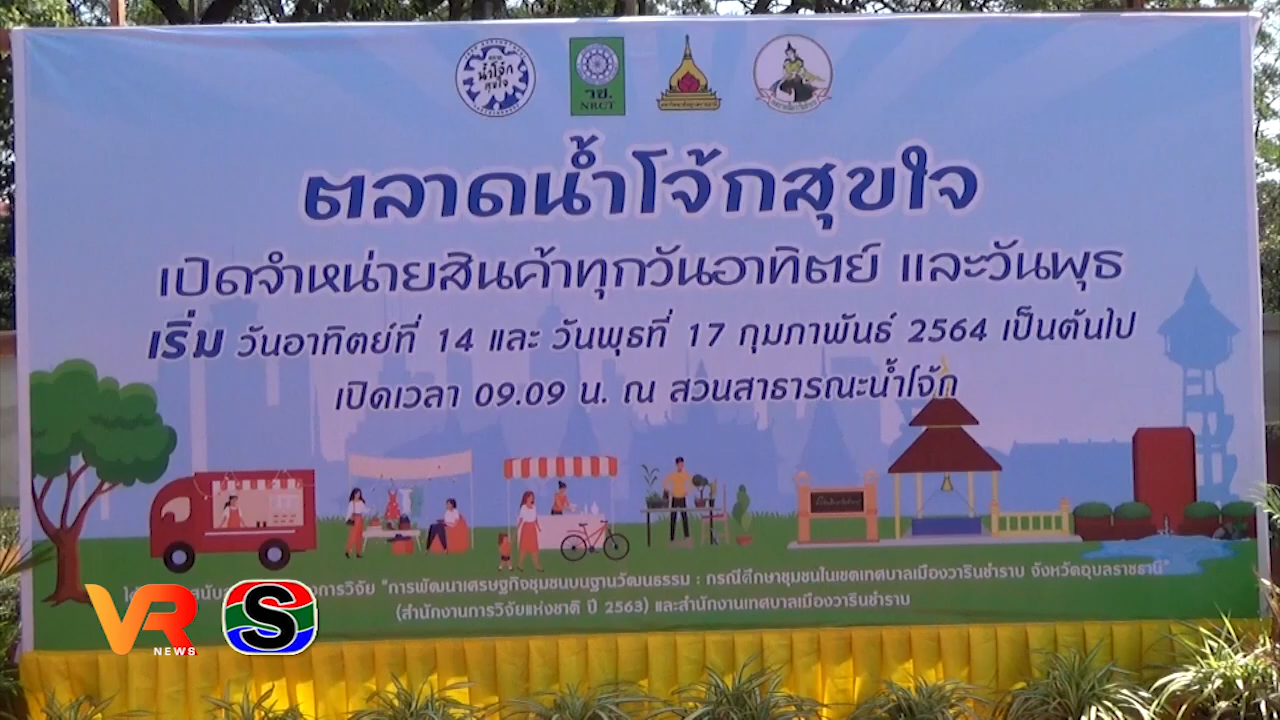 ตลาด
น้ำโจ้ก
สุขใจ
วช.
NRCT
ตลาดน้ำโจ้กสุขใจ
เปิดจำหน่ายสินค้าทุกวันอาทิตย์ และวันพุธ
เริ่ม วันอาทิตย์ที่ 14 และ วันพุธที่ 17 กุมภาพันธ์ 2564 เป็นต้นไป
เปิดเวลา 09.09 น. ณ สวนสาธารณะน้ำโจ้ก
การวิจัย "การพัฒนาเศรษฐกิจชุมชนบนฐานวัฒนธรรม : กรณีศึกษาชุมชนในเขตเทศบาลเมืองวารินชำราบ จังหวัดอุบลราชธานี"
(สำนักงานการวิจัยแห่งชาติ ปี 2563) และสำนักงานเทศบาลเมืองวารินชำราบ
VR
NEWS
S